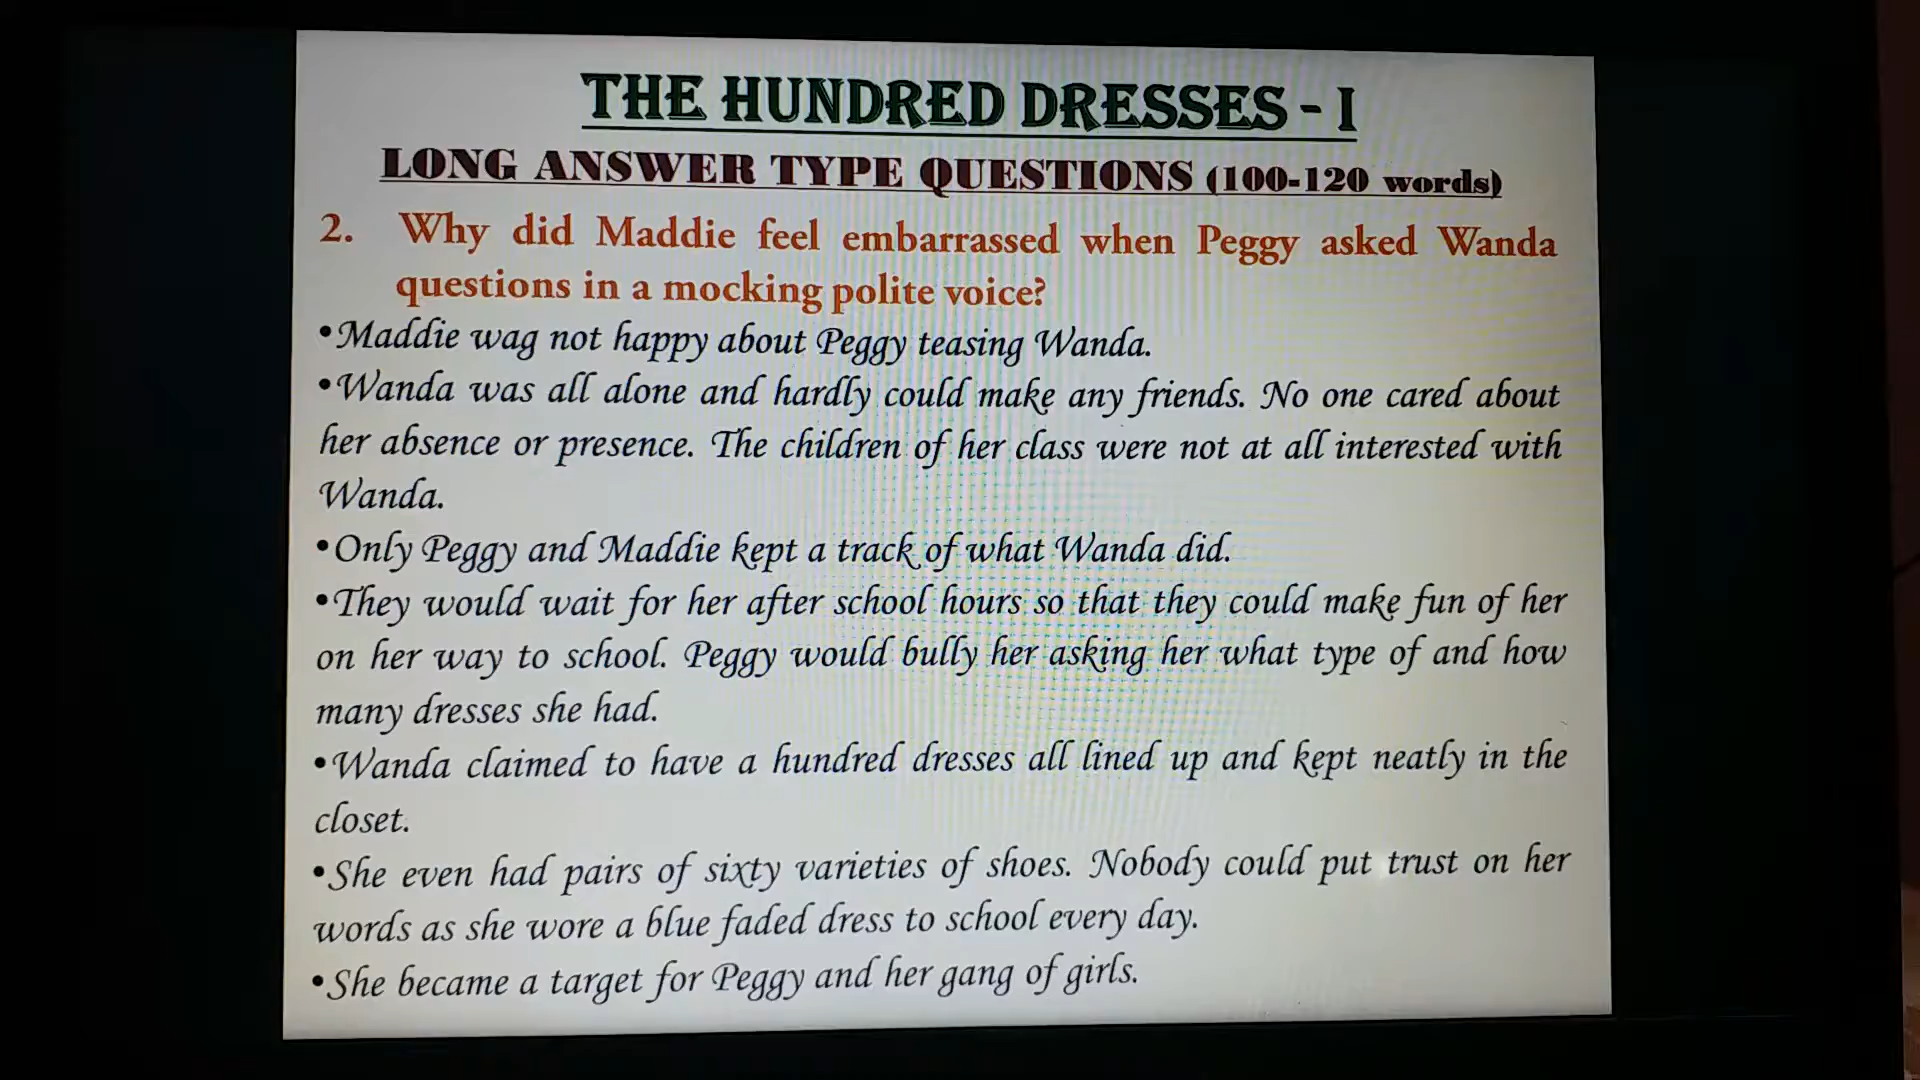 THE HUNDRED DRESSES - I
LONG ANSWER TYPE QUESTIONS (100-120 words)
2. Why did Maddie feel embarrassed when Peggy asked Wanda
questions in a mocking polite voice?
•Maddie wag not happy about Peggy teasing Wanda.
•Wanda was all alone and hardly could make any friends. No one cared about
her absence or presence. The children of her class were not at all interested with
Wanda.
•Only Peggy and Maddie kept a track of what Wanda did.
•They would wait for her after school hours so that they could make fun of her
on her way to school. Peggy would bully her asking her what type of and how
many dresses she had.
•Wanda claimed to have a hundred dresses all lined up and kept neatly in the
closet.
•She even had pairs of sixty varieties of shoes. Nobody could put trust on her
words as she wore a blue faded dress to school every day.
•She became a target for Peggy and her gang of girls.